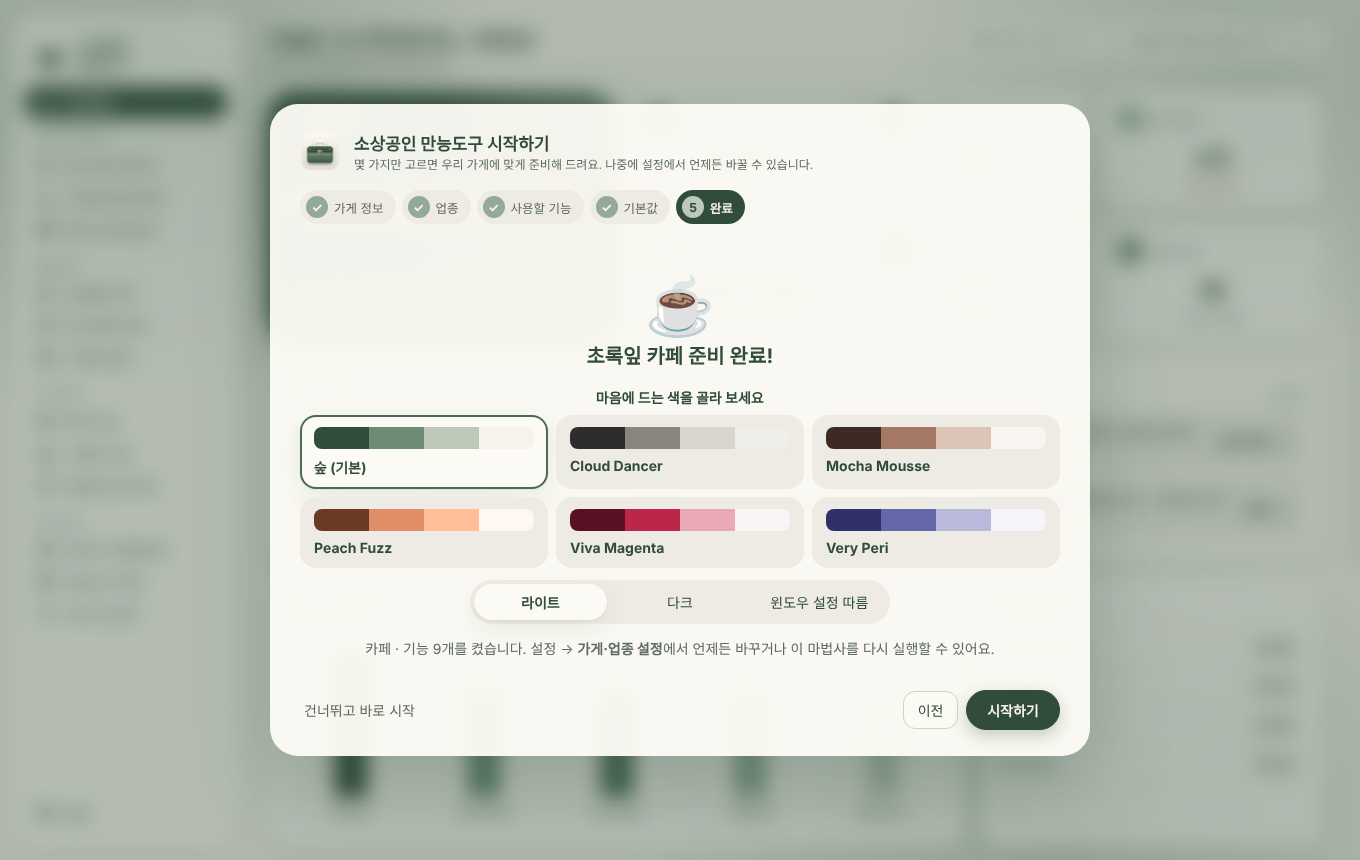 소상공인 만능도구 시작하기
몇 가지만 고르면 우리 가게에 맞게 준비해 드려요. 나중에 설정에서 언제든 바꿀 수 있습니다.
가게 정보
업종
사용할 기능
기본값
5 완료
초록잎 카페 준비 완료!
마음에 드는 색을 골라 보세요
숲 (기본)
Cloud Dancer
Mocha Mousse
Peach Fuzz
Viva Magenta
Very Peri
라이트
다크
윈도우 설정 따름
카페 · 기능 9개를 켰습니다. 설정 → 가게·업종 설정에서 언제든 바꾸거나 이 마법사를 다시 실행할 수 있어요.
건너뛰고 바로 시작
이전
시작하기